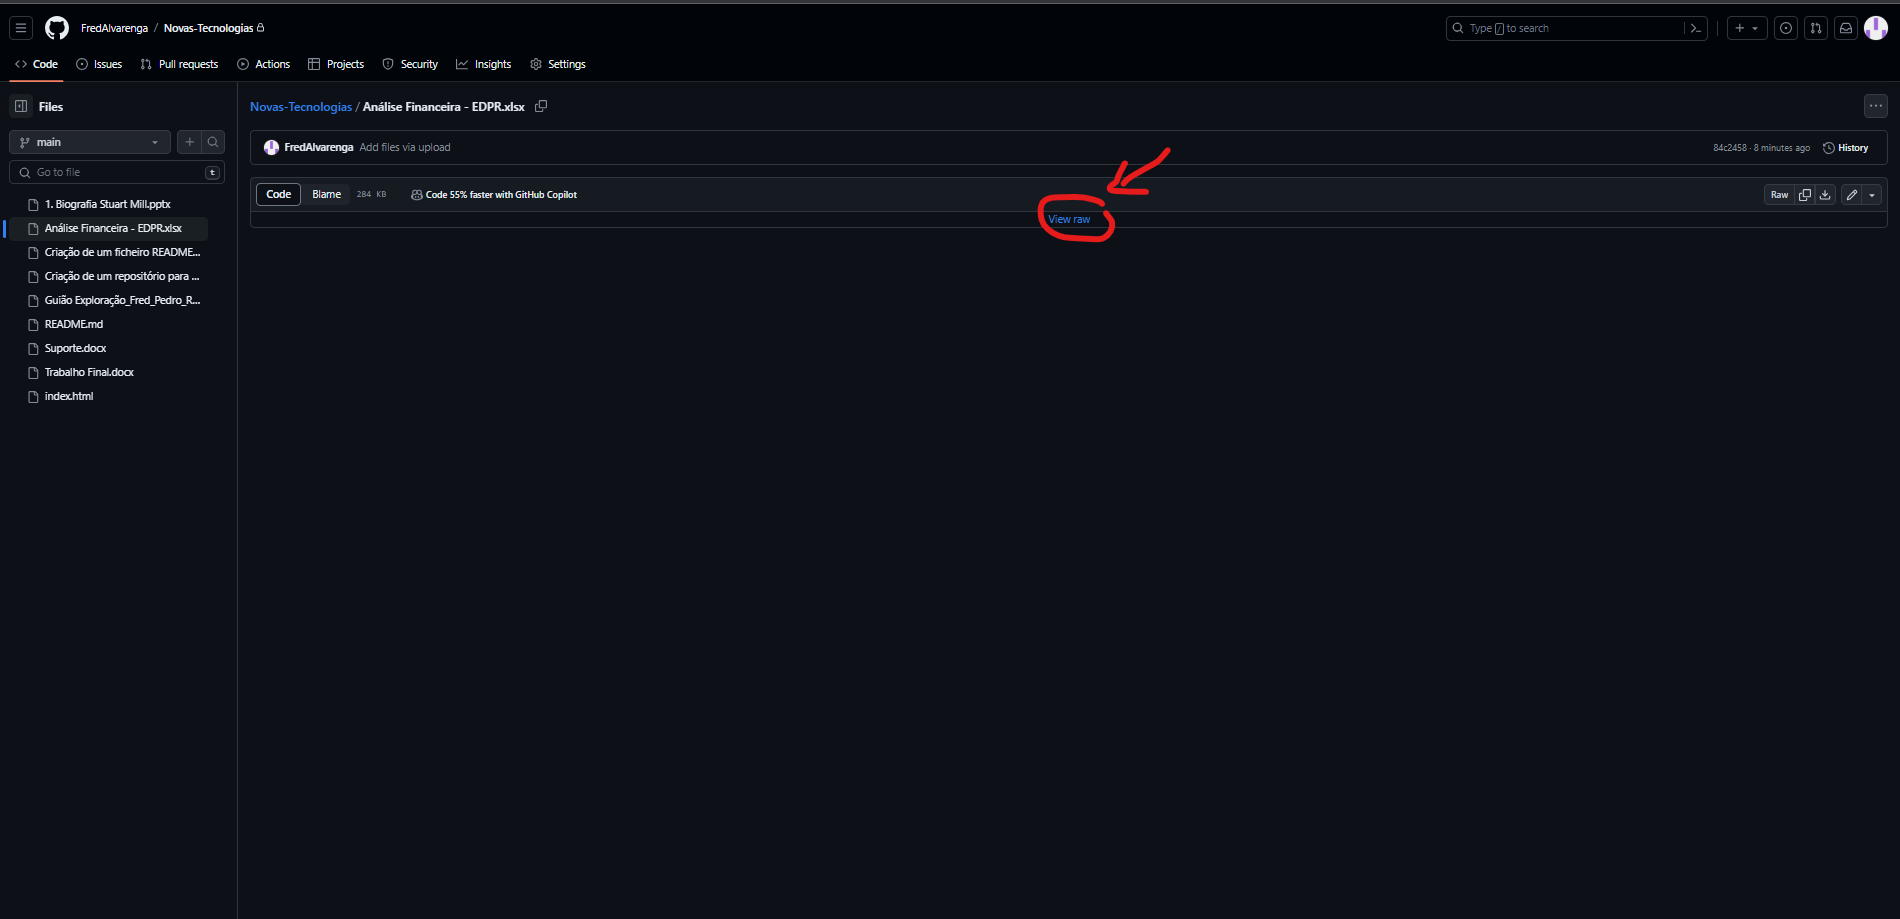 FredAlvarenga / Novas-Tecnologias
Type / to search
Code Issues Pull requests Actions Projects Security Insights Settings
Files
main
Go to file
t
1. Biografia Stuart Mill.pptx
Análise Financeira - EDPR.xlsx
Criação de um ficheiro README...
Criação de um repositório para ...
Guião Exploração_Fred_Pedro_R...
README.md
Suporte.docx
Trabalho Final.docx
index.html
Novas-Tecnologias / Análise Financeira - EDPR.xlsx
FredAlvarenga Add files via upload
84c2458 · 8 minutes ago History
Code Blame 284 KB Code 55% faster with GitHub Copilot
Raw
View raw